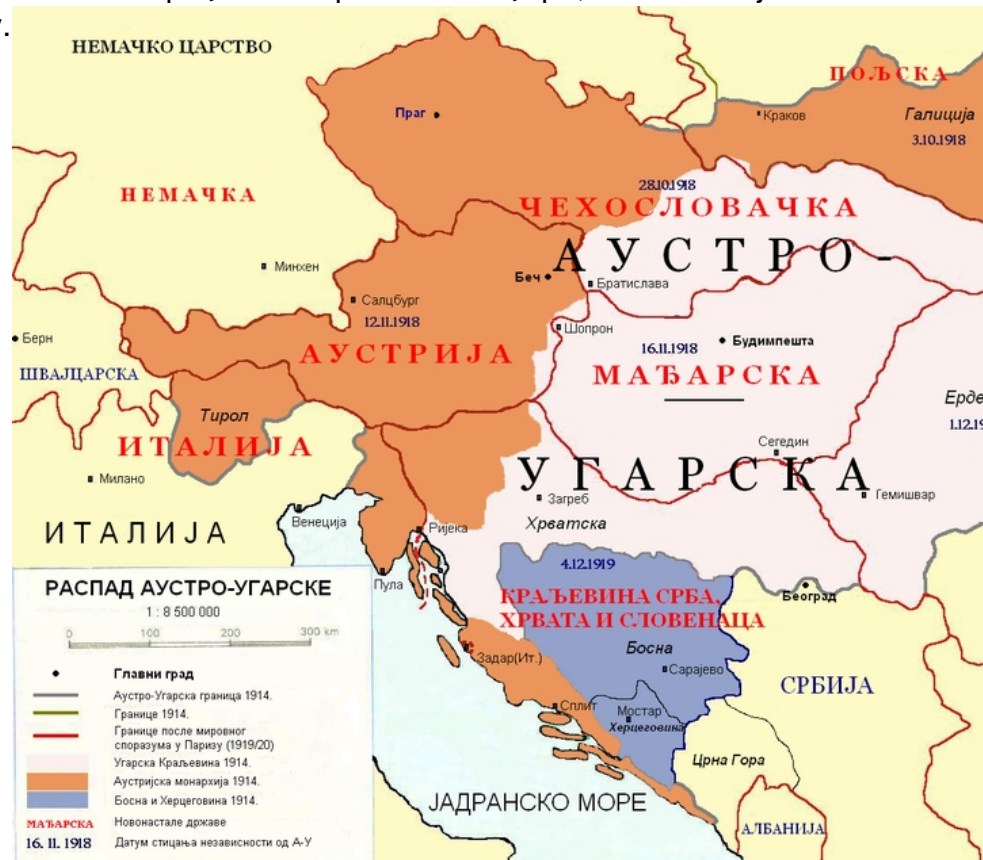 НЕМАЧКО ЦАРСТВО
ПОЉСКА
Праг
Краков
Галиција
3.10.1918
НЕМАЧКА
28.10.1918
ЧЕХОСЛОВАЧКА
АУСТРО-
Минхен
Беч
Братислава
Салцбург
12.11.1918
Шопрон
Берн
АУСТРИЈА
16.11.1918
Будимпешта
ШВАЈЦАРСКА
МАЂАРСКА
Ерде
1.12.19
Тирол
ИТАЛИЈА
Сегедин
Милано
УГАРСКА
Загреб
Гемишвар
Венеција
Ријека
Хрватска
ИТАЛИЈА
4.12.1919
Пула
Београд
КРАЉЕВИНА СРБА,
ХРВАТА И СЛОВЕНАЦА
Босна
Задар(Ит.)
Сарајево
СРБИЈА
Сплит
Мостар
Херцеговина
Црна Гора
ЈАДРАНСКО МОРЕ
АЛБАНИЈА
РАСПАД АУСТРО-УГАРСКЕ
1 : 8 500 000
0 100 200 300 km
Главни град
Аустро-Угарска граница 1914.
Границе 1914.
Границе после мировног
споразума у Паризу (1919/20)
Угарска Краљевина 1914.
Аустријска монархија 1914.
Босна и Херцеговина 1914.
МАЂАРСКА Новонастале државе
16. 11. 1918 Датум стицања независности од А-У